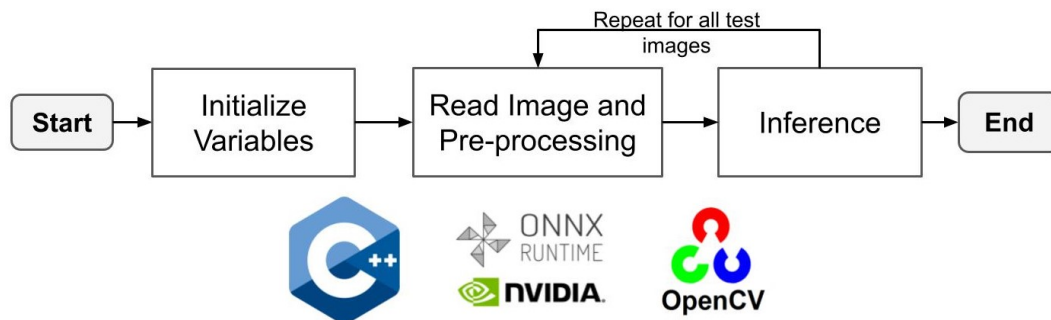 Repeat for all test
images
Start
Initialize
Variables
Read Image and
Pre-processing
Inference
End
C++
ONNX
RUNTIME
NVIDIA.
OpenCV